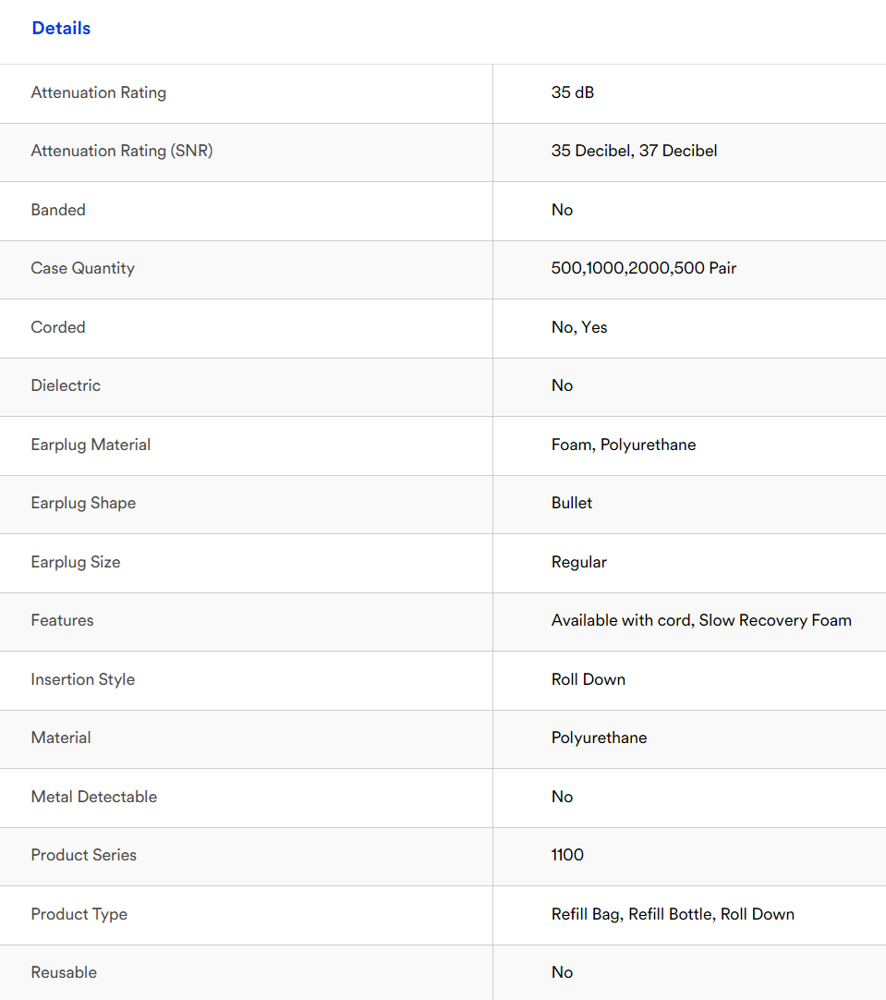 Details
Attenuation Rating 35 dB
Attenuation Rating (SNR) 35 Decibel, 37 Decibel
Banded No
Case Quantity 500,1000,2000,500 Pair
Corded No, Yes
Dielectric No
Earplug Material Foam, Polyurethane
Earplug Shape Bullet
Earplug Size Regular
Features Available with cord, Slow Recovery Foam
Insertion Style Roll Down
Material Polyurethane
Metal Detectable No
Product Series 1100
Product Type Refill Bag, Refill Bottle, Roll Down
Reusable No